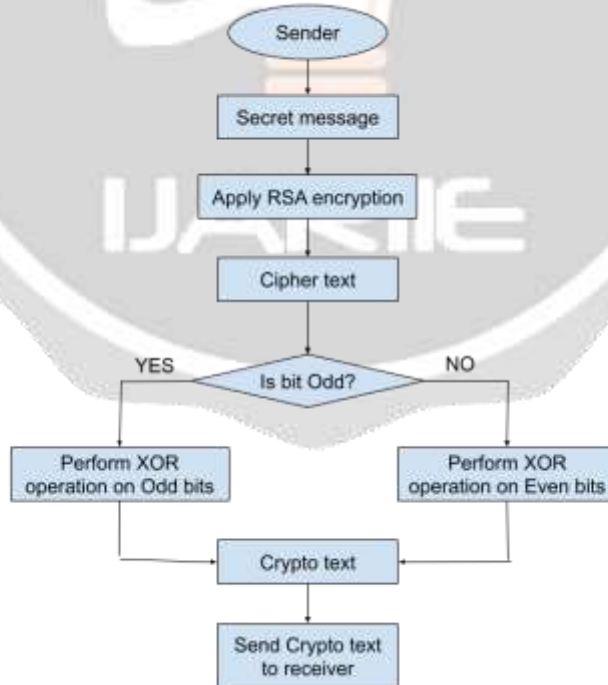 Sender
Secret message
Apply RSA encryption
IJARIIE
Cipher text
YES
Is bit Odd?
NO
Perform XOR
operation on Odd bits
Perform XOR
operation on Even bits
Crypto text
Send Crypto text
to receiver